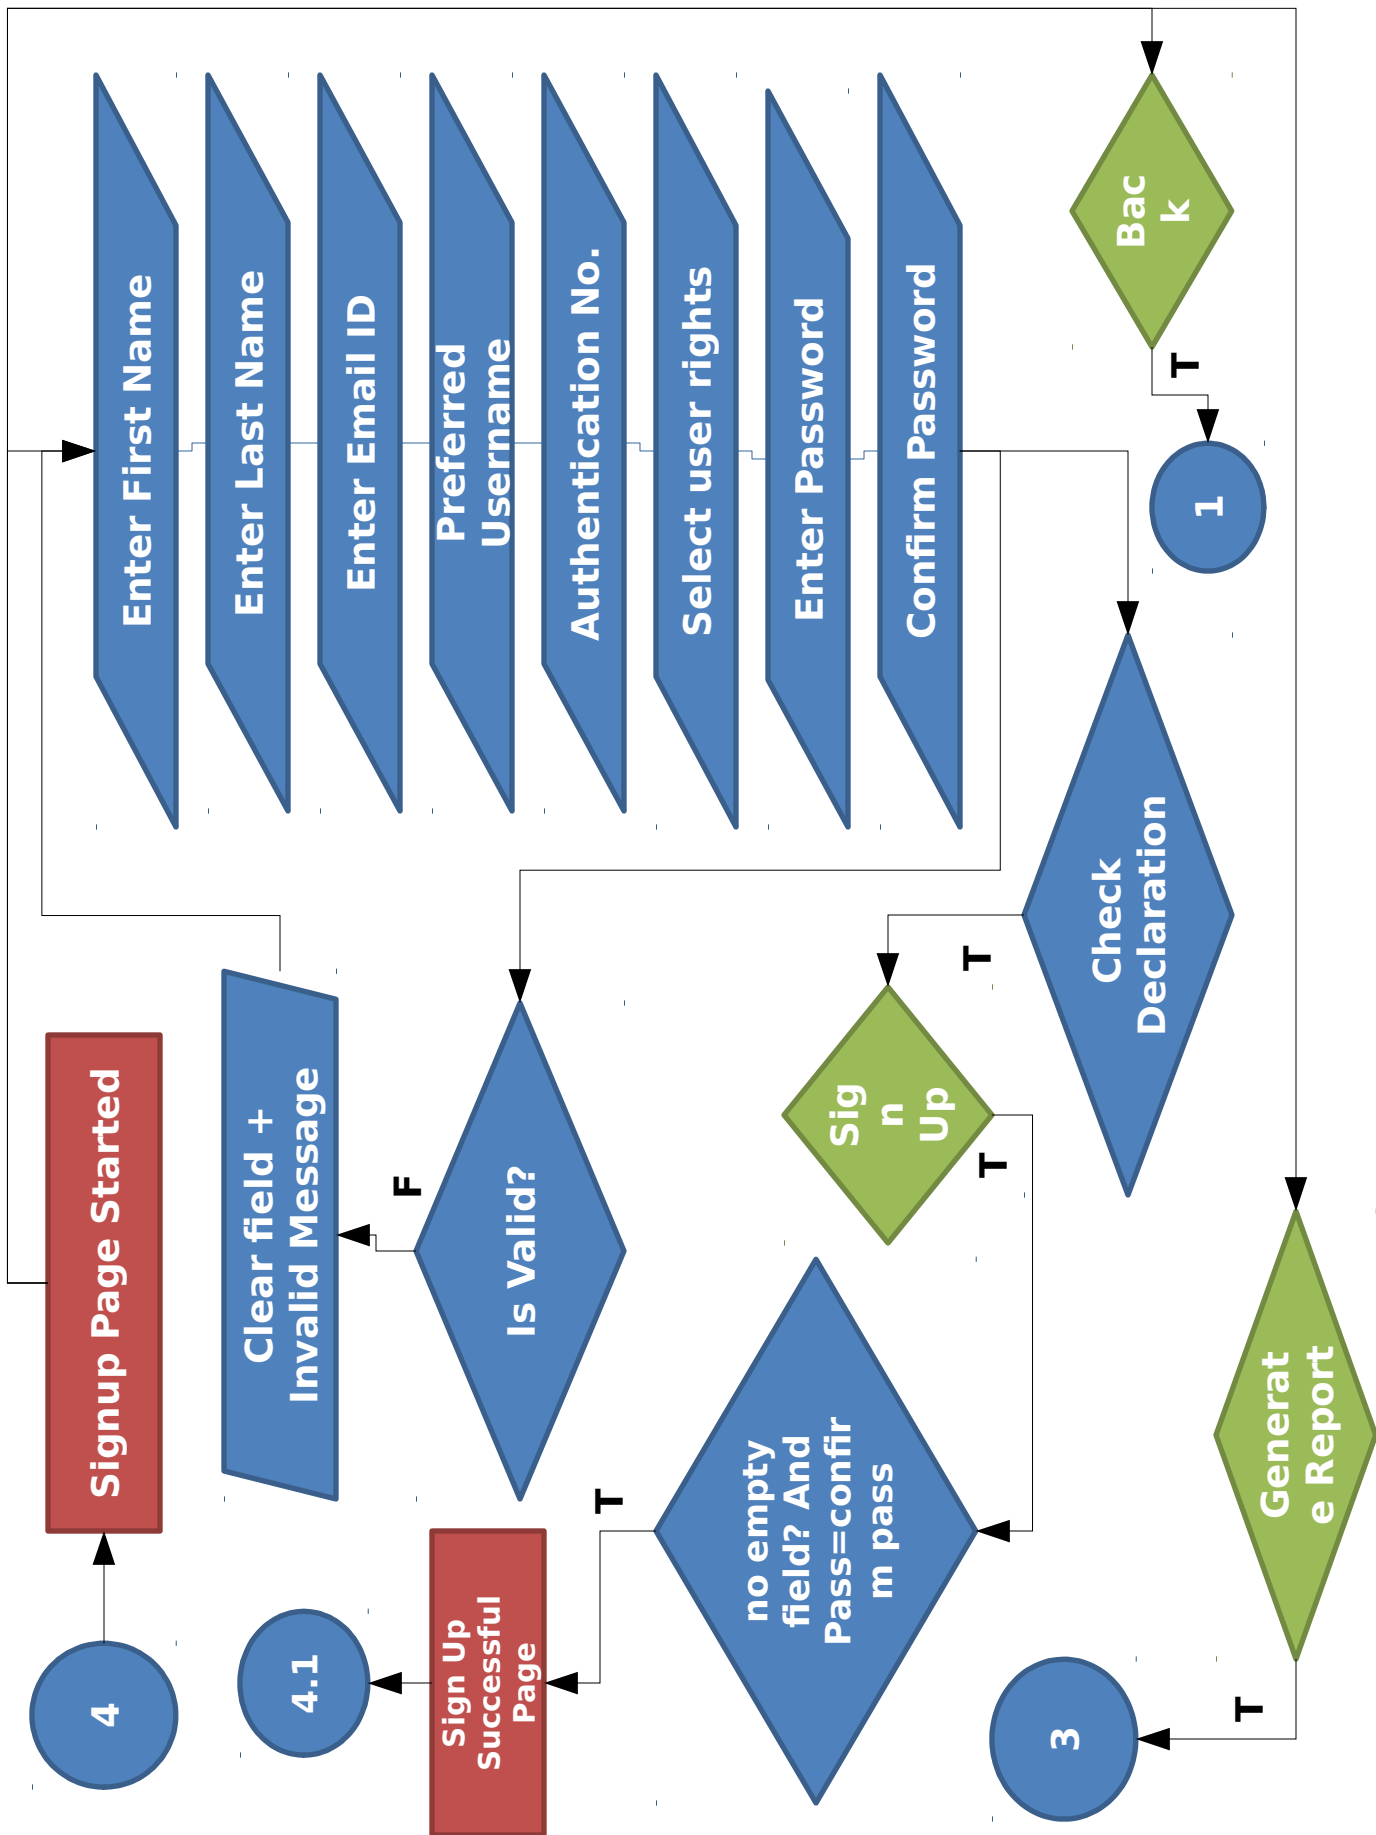 4
Signup Page Started
4.1
Clear field +
Invalid Message
F
Is Valid?
Sign Up
Successful
Page
T
no empty
field? And
Pass=confir
m pass
T
Sig
n
Up
T
Check
Declaration
3
T
Generat
e Report
Enter First Name
Enter Last Name
Enter Email ID
Preferred
Username
Authentication No.
Select user rights
Enter Password
Confirm Password
1
T
Bac
k